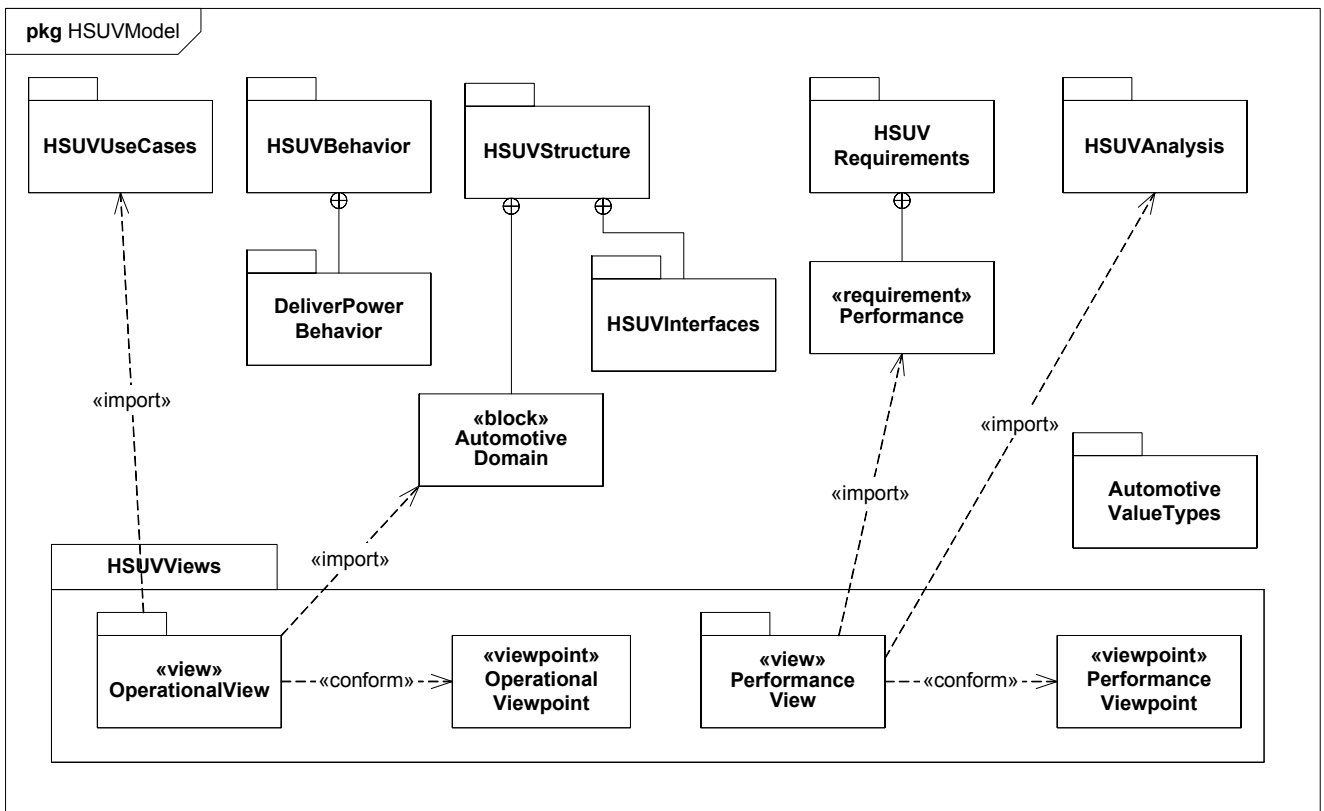 pkg HSUVModel
HSUVUseCases
HSUVBehavior
HSUVStructure
HSUV
Requirements
HSUVAnalysis
DeliverPower
Behavior
HSUVInterfaces
«requirement»
Performance
«import»
«block»
Automotive
Domain
«import»
«import»
Automotive
ValueTypes
«import»
HSUVViews
«view»
OperationalView
«conform»
«viewpoint»
Operational
Viewpoint
«view»
Performance
View
«conform»
«viewpoint»
Performance
Viewpoint